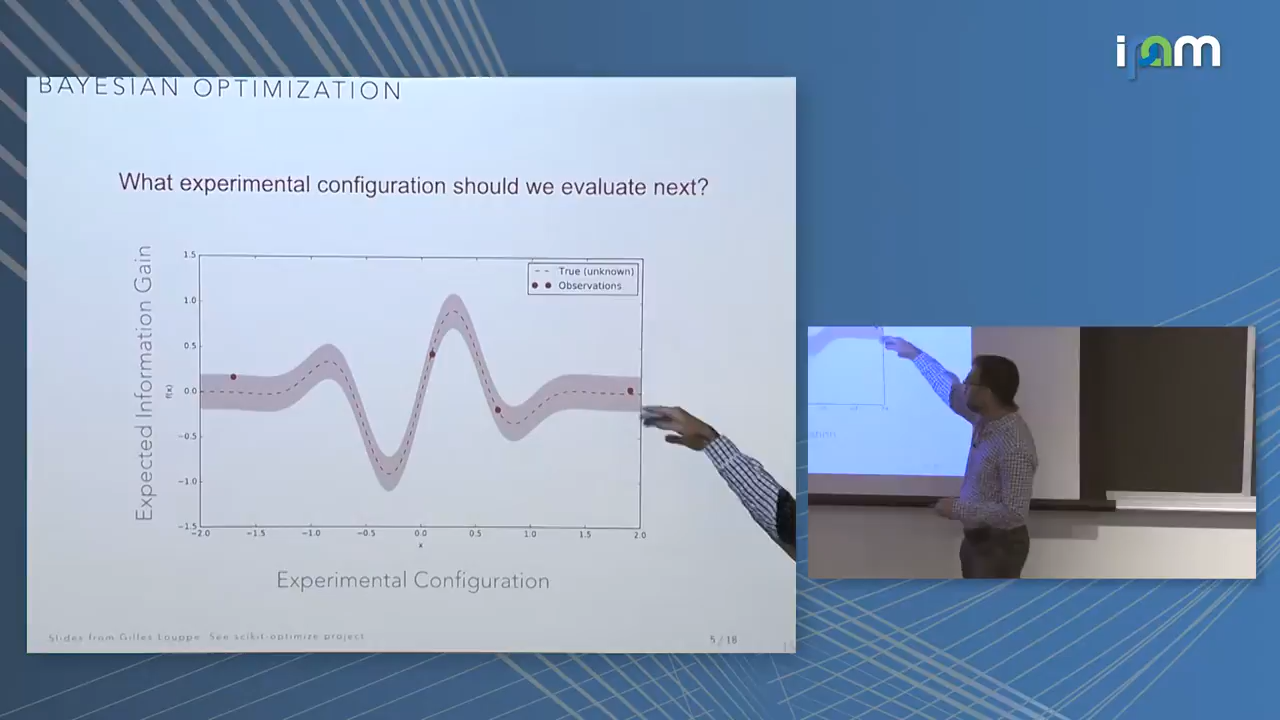 ipam
BAYESIAN OPTIMIZATION
What experimental configuration should we evaluate next?
Expected Information Gain
f(x)
1.5
1.0
0.5
0.0
−0.5
−1.0
−1.5
True (unknown)
Observations
−2.0 −1.5 −1.0 −0.5 0.0 0.5 1.0 1.5 2.0
x
Experimental Configuration
Slides from Gilles Louppe. See scikit-optimize project
5 / 18